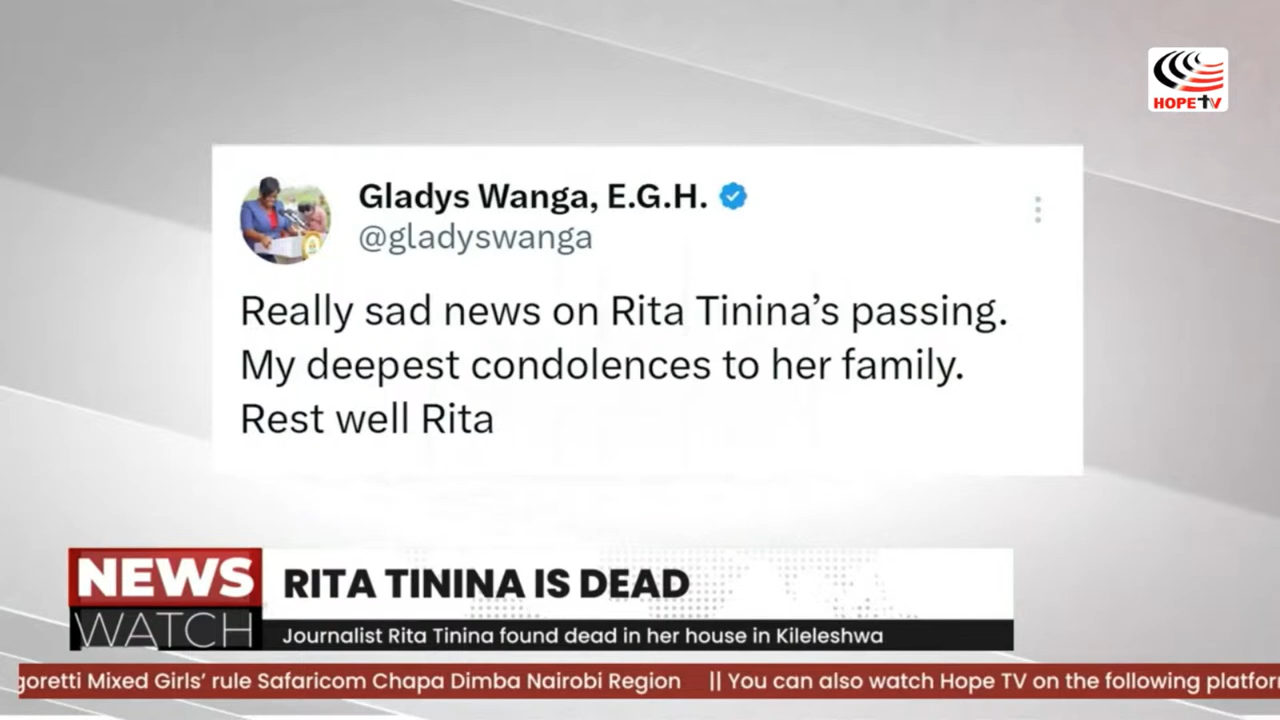 HOPE TV
Gladys Wanga, E.G.H.
@gladyswanga
Really sad news on Rita Tinina’s passing.
My deepest condolences to her family.
Rest well Rita
NEWS
WATCH
RITA TININA IS DEAD
Journalist Rita Tinina found dead in her house in Kileleshwa
goretti Mixed Girls’ rule Safaricom Chapa Dimba Nairobi Region || You can also watch Hope TV on the following platfor